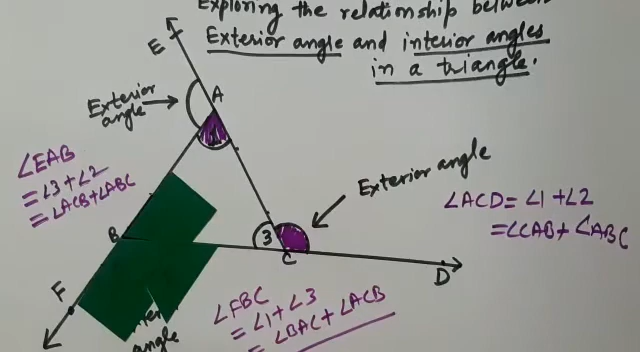 Exploring the relationship between
Exterior angle and interior angles
in a triangle.
E
A
Exterior
angle
∠EAB
= ∠3 + ∠2
= ∠ACB + ∠ABC
Exterior angle
∠ACD = ∠1 + ∠2
= ∠CAB + ∠ABC
B
3
C
D
F
∠FBC
= ∠1 + ∠3
= ∠BAC + ∠ACB
angle